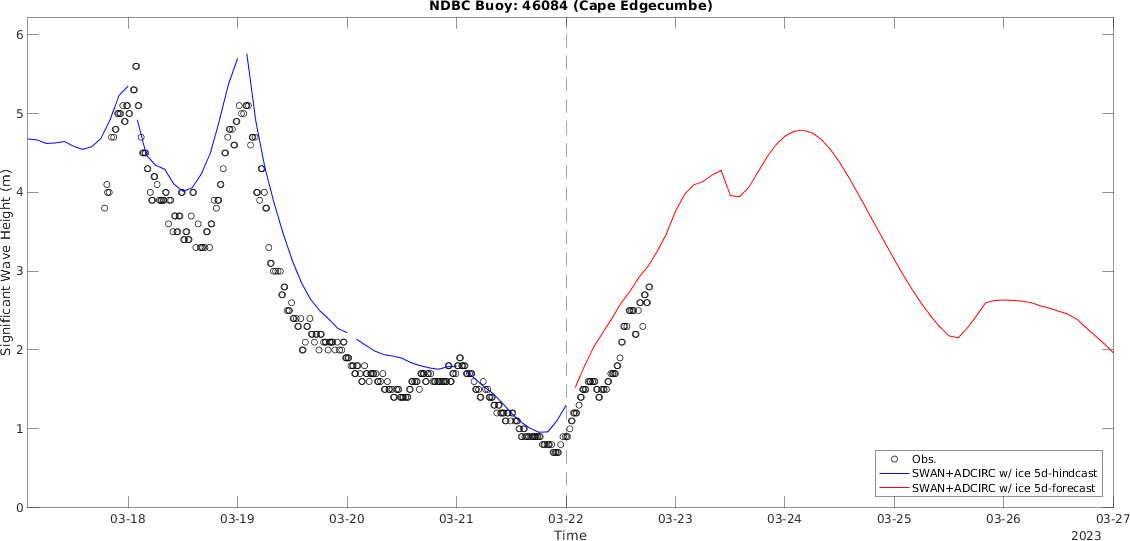 NDBC Buoy: 46084 (Cape Edgecumbe)
Significant Wave Height (m)
6
5
4
3
2
1
0
Obs.
SWAN+ADCIRC w/ ice 5d-hindcast
SWAN+ADCIRC w/ ice 5d-forecast
03-18 03-19 03-20 03-21 03-22 03-23 03-24 03-25 03-26 03-27
Time
2023